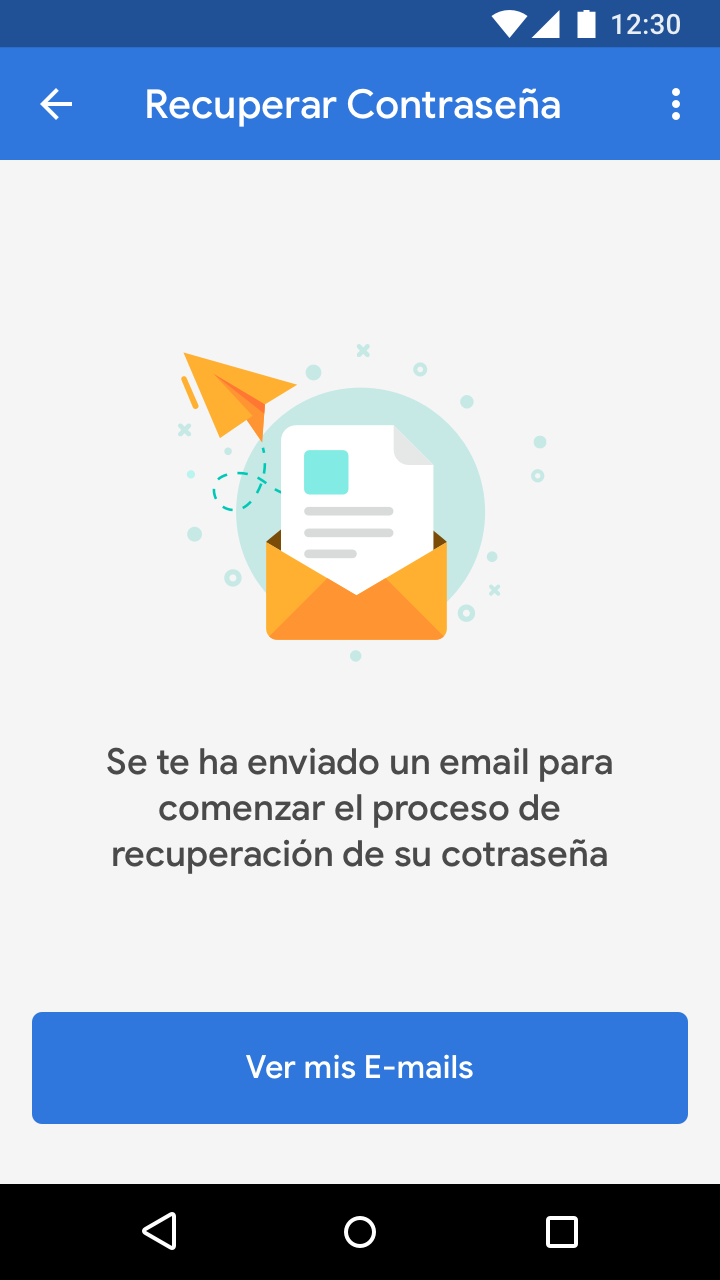 12:30
Recuperar Contraseña
Se te ha enviado un email para
comenzar el proceso de
recuperación de su cotraseña
Ver mis E-mails